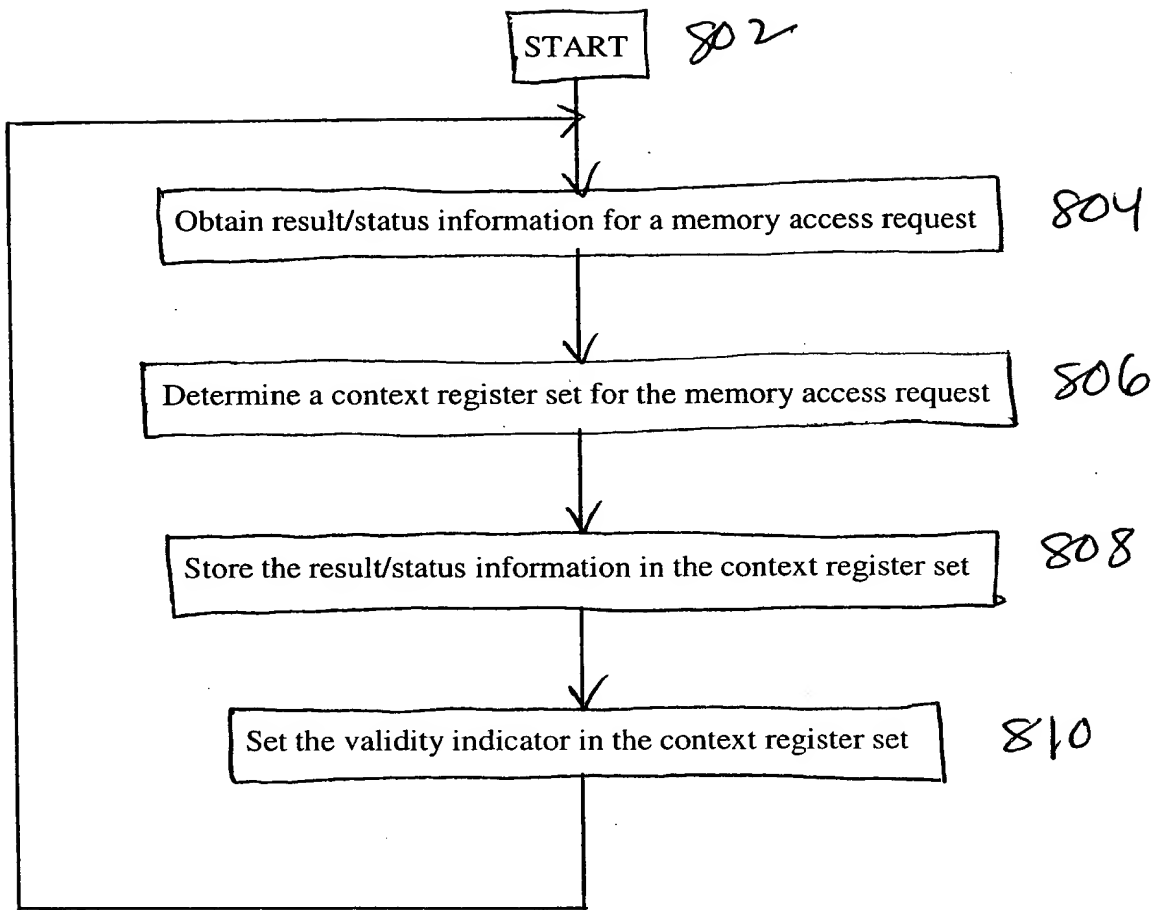 START 802
Obtain result/status information for a memory access request 804
Determine a context register set for the memory access request 806
Store the result/status information in the context register set 808
Set the validity indicator in the context register set 810